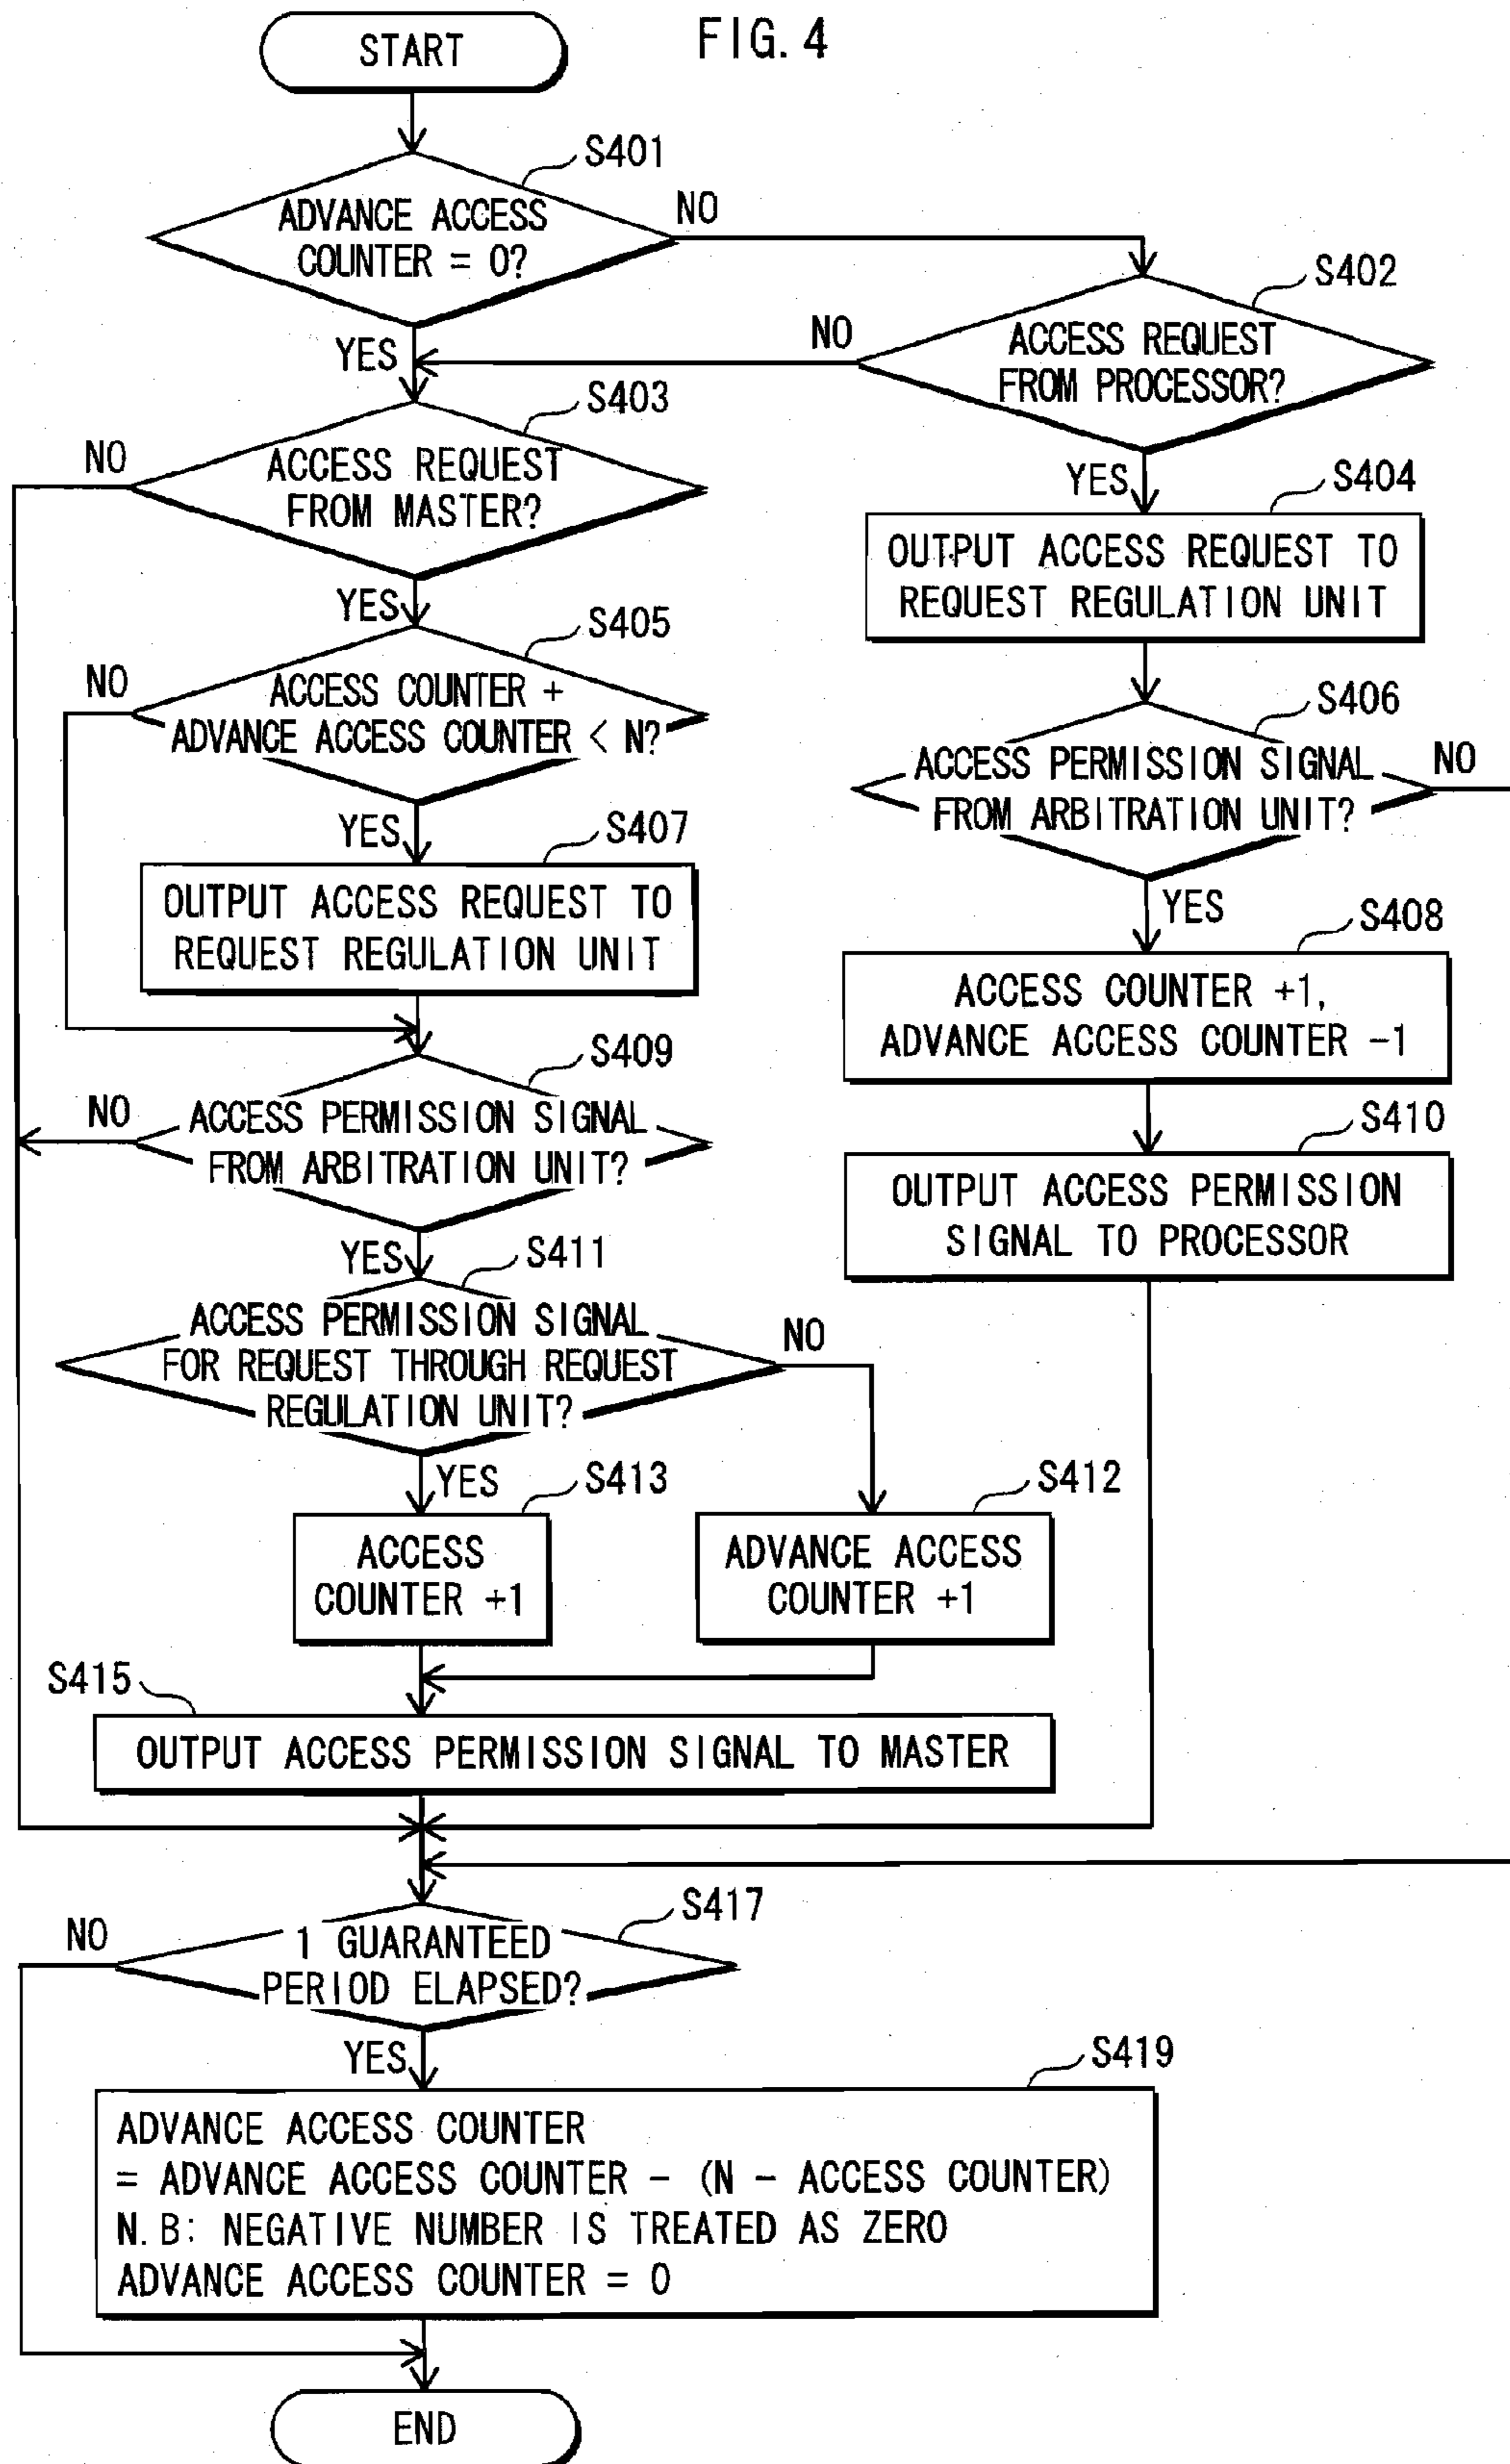 FIG. 4
START
S401
ADVANCE ACCESS
COUNTER = 0?
NO
YES
S402
ACCESS REQUEST
FROM PROCESSOR?
NO
YES
S403
ACCESS REQUEST
FROM MASTER?
NO
YES
S404
OUTPUT ACCESS REQUEST TO
REQUEST REGULATION UNIT
S405
ACCESS COUNTER +
ADVANCE ACCESS COUNTER < N?
NO
YES
S406
ACCESS PERMISSION SIGNAL
FROM ARBITRATION UNIT?
NO
YES
S407
OUTPUT ACCESS REQUEST TO
REQUEST REGULATION UNIT
S408
ACCESS COUNTER +1,
ADVANCE ACCESS COUNTER -1
S409
ACCESS PERMISSION SIGNAL
FROM ARBITRATION UNIT?
NO
YES
S410
OUTPUT ACCESS PERMISSION
SIGNAL TO PROCESSOR
S411
ACCESS PERMISSION SIGNAL
FOR REQUEST THROUGH REQUEST
REGULATION UNIT?
NO
YES
S413
ACCESS
COUNTER +1
S412
ADVANCE ACCESS
COUNTER +1
S415
OUTPUT ACCESS PERMISSION SIGNAL TO MASTER
S417
1 GUARANTEED
PERIOD ELAPSED?
NO
YES
S419
ADVANCE ACCESS COUNTER
= ADVANCE ACCESS COUNTER - (N - ACCESS COUNTER)
N.B: NEGATIVE NUMBER IS TREATED AS ZERO
ADVANCE ACCESS COUNTER = 0
END